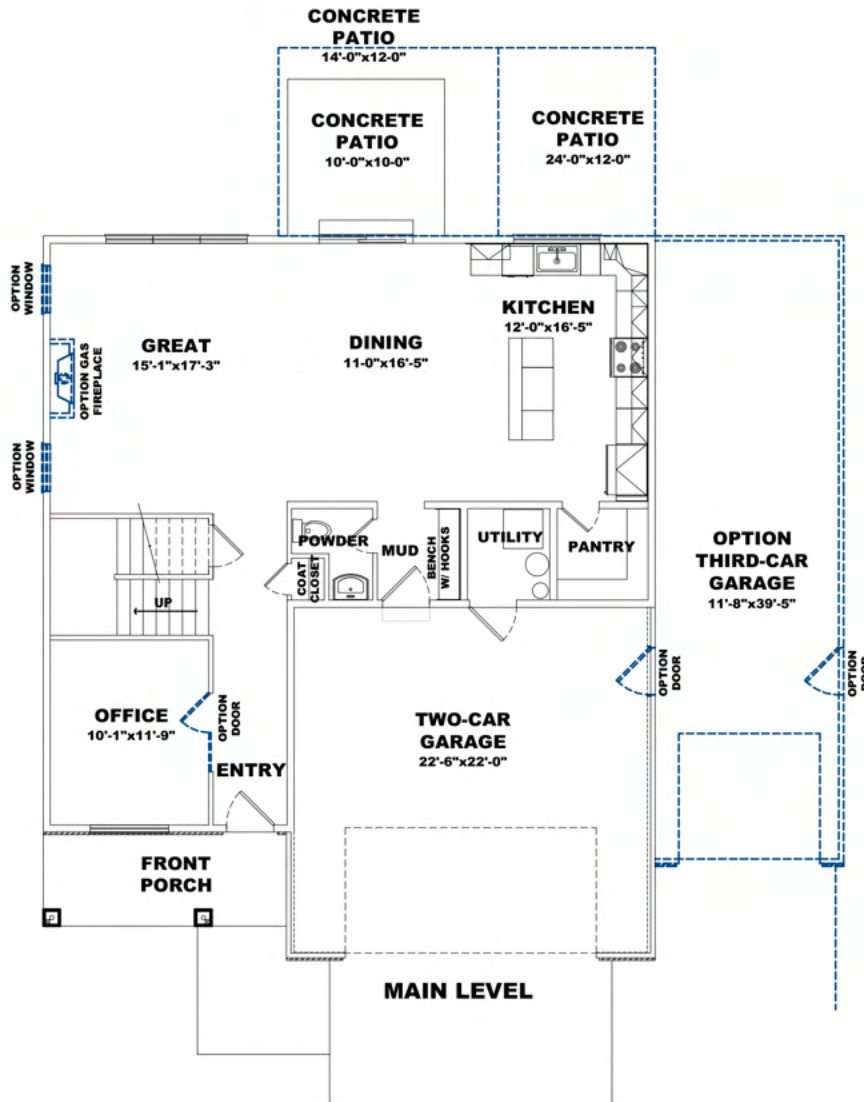 CONCRETE
PATIO
14'-0"x12-0"
CONCRETE
PATIO
10'-0"x10-0"
CONCRETE
PATIO
24'-0"x12-0"
OPTION
WINDOW
GREAT
15'-1"x17'-3"
DINING
11-0"x16'-5"
KITCHEN
12'-0"x16'-5"
OPTION GAS
FIREPLACE
OPTION
WINDOW
POWDER
MUD
BENCH
W/ HOOKS
UTILITY
PANTRY
COAT
CLOSET
UP
OPTION
THIRD-CAR
GARAGE
11'-8"x39'-5"
OFFICE
10'-1"x11'-9"
OPTION
DOOR
TWO-CAR
GARAGE
22'-6"x22'-0"
OPTION
DOOR
OPTION
DOOR
ENTRY
FRONT
PORCH
MAIN LEVEL